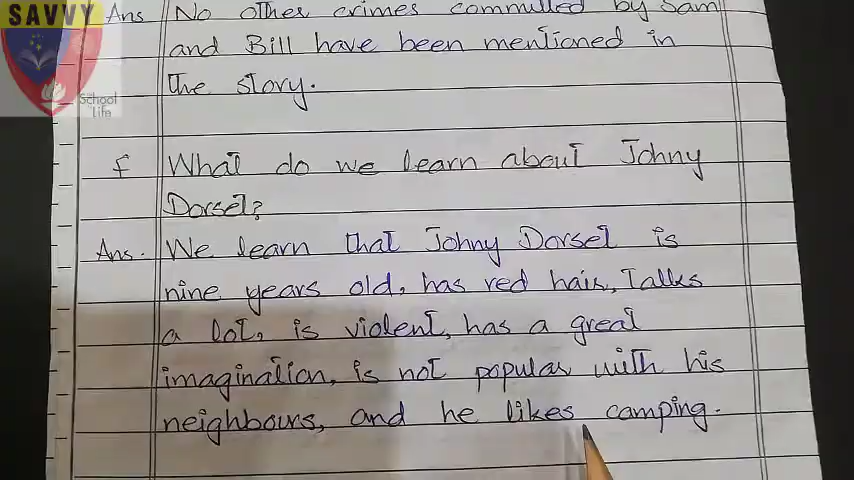 SAVVY
School
of
Life
Ans No other crimes committed by Sam
and Bill have been mentioned in
the story.
f What do we learn about Johny
Dorset?
Ans. We learn that Johny Dorset is
nine years old, has red hair, Talks
a lot, is violent, has a great
imagination, is not popular with his
neighbours, and he likes camping.